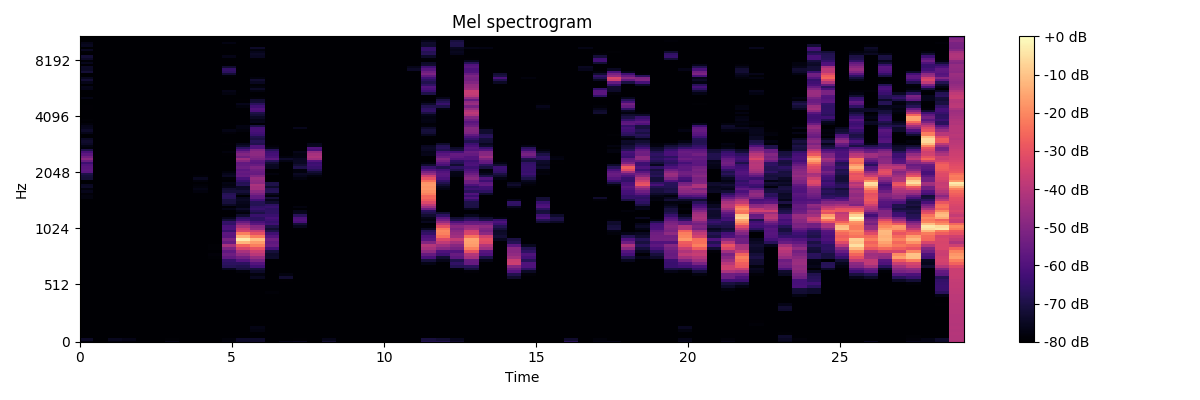 Mel spectrogram
+0 dB
8192
-10 dB
4096
-20 dB
-30 dB
2048
Hz
-40 dB
1024
-50 dB
-60 dB
512
-70 dB
0
-80 dB
0 5 10 15 20 25
Time